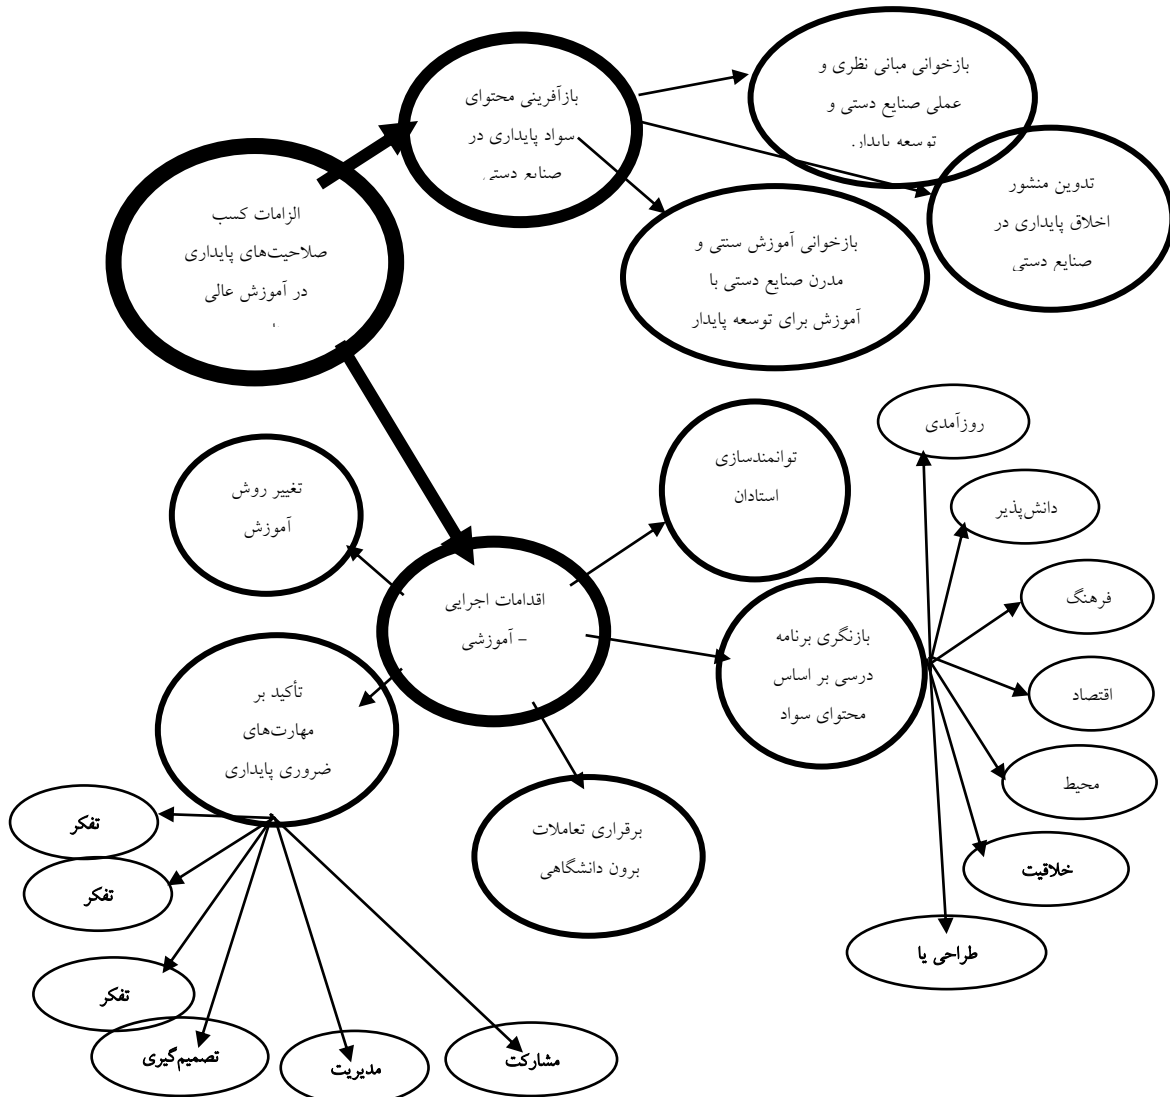 الزامات کسب
صلاحیت‌های پایداری
در آموزش عالی
بازآفرینی محتوای
سواد پایداری در
صنایع دستی
بازخوانی مبانی نظری و
عملی صنایع دستی و
توسعه پایدار.
تدوین منشور
اخلاق پایداری در
صنایع دستی
بازخوانی آموزش سنتی و
مدرن صنایع دستی با
آموزش برای توسعه پایدار
اقدامات اجرایی
– آموزشی
توانمندسازی
استادان
بازنگری برنامه
درسی بر اساس
محتوای سواد
روزآمدی
دانش‌پذیر
فرهنگ
اقتصاد
محیط
خلاقیت
طراحی یا
برقراری تعاملات
برون دانشگاهی
تغییر روش
آموزش
تأکید بر
مهارت‌های
ضروری پایداری
تفکر
تفکر
تفکر
تصمیم‌گیری
مدیریت
مشارکت